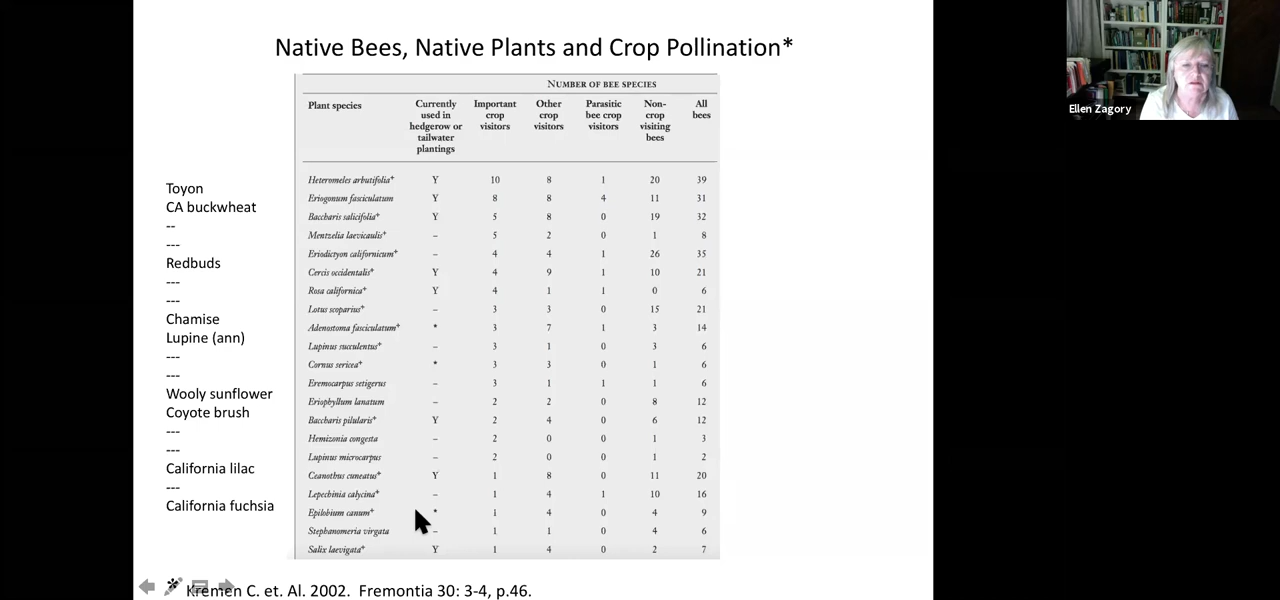 Native Bees, Native Plants and Crop Pollination*
Ellen Zagory
NUMBER OF BEE SPECIES
Plant species Currently used in hedgerow or tailwater plantings Important crop visitors Other crop visitors Parasitic bee crop visitors Non-crop visiting bees All bees
Heteromeles arbutifolia+ Y 10 8 1 20 39
Eriogonum fasciculatum Y 8 8 4 11 31
Baccharis salicifolia+ Y 5 8 0 19 32
Mentzelia laevicaulis+ – 5 2 0 1 8
Eriodictyon californicum+ – 4 4 1 26 35
Cercis occidentalis+ Y 4 9 1 10 21
Rosa californica+ Y 4 1 1 0 6
Lotus scoparius+ – 3 3 0 15 21
Adenostoma fasciculatum+ * 3 7 1 3 14
Lupinus succulentus+ – 3 1 0 3 6
Cornus sericea+ * 3 3 0 1 6
Eremocarpus setigerus – 3 1 1 1 6
Eriophyllum lanatum – 2 2 0 8 12
Baccharis pilularis+ Y 2 4 0 6 12
Hemizonia congesta – 2 0 0 1 3
Lupinus microcarpus – 2 0 0 1 2
Ceanothus cuneatus+ Y 1 8 0 11 20
Lepechinia calycina+ – 1 4 1 10 16
Epilobium canum+ * 1 4 0 4 9
Stephanomeria virgata – 1 1 0 4 6
Salix laevigata+ Y 1 4 0 2 7
Toyon
CA buckwheat
--
---
Redbuds
---
---
Chamise
Lupine (ann)
---
---
Wooly sunflower
Coyote brush
---
---
California lilac
---
California fuchsia
* Kremen C. et. Al. 2002. Fremontia 30: 3-4, p.46.